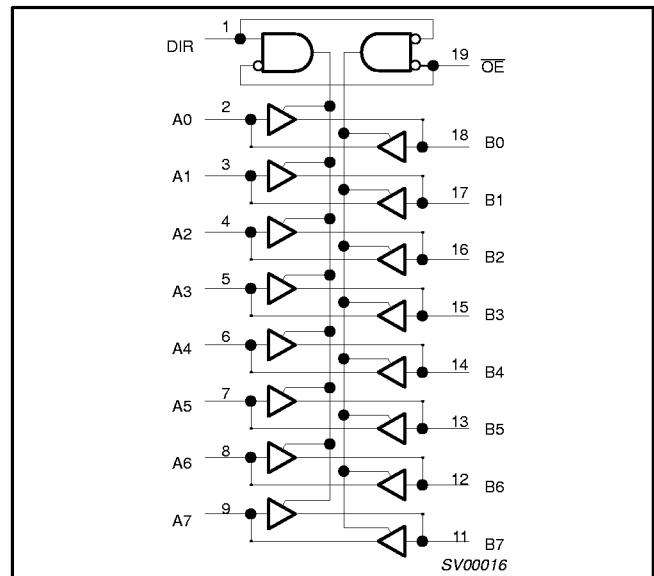 1
DIR
19 O̅E̅
A0 2
18 B0
A1 3
17 B1
A2 4
16 B2
A3 5
15 B3
A4 6
14 B4
A5 7
13 B5
A6 8
12 B6
A7 9
11 B7
SV00016